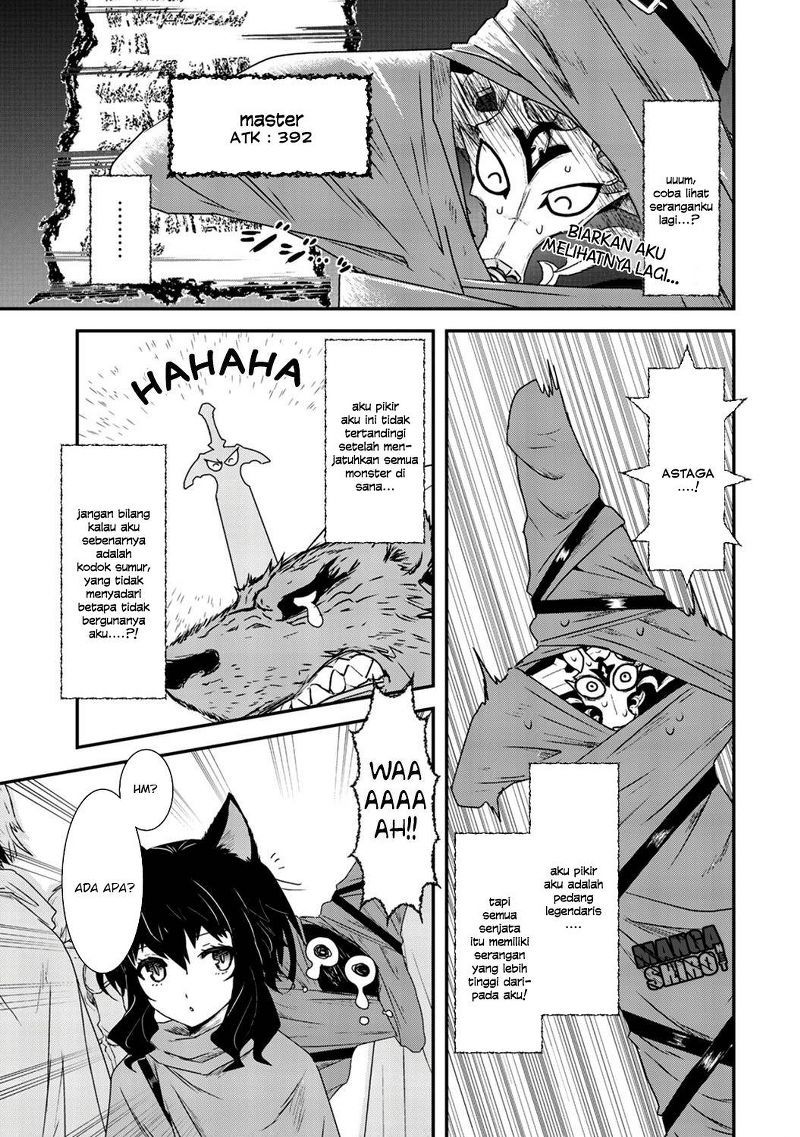 uuum,
coba lihat
seranganku
lagi...?
BIARKAN AKU
MELIHATNYA LAGI...
master
ATK : 392
.........
ASTAGA
....!
aku pikir
aku adalah
pedang
legendaris
....
tapi
semua
senjata
itu memiliki
serangan
yang lebih
tinggi dari-
pada aku!
MANGA
SHIRO
NET
aku pikir
aku ini tidak
tertandingi
setelah men-
jatuhkan semua
monster di
sana...
HAHAHA
jangan bilang
kalau aku
sebenarnya
adalah
kodok sumur,
yang tidak
menyadari
betapa tidak
bergunanya
aku....?!
WAA
AAAAA
AH!!
HM?
ADA APA?